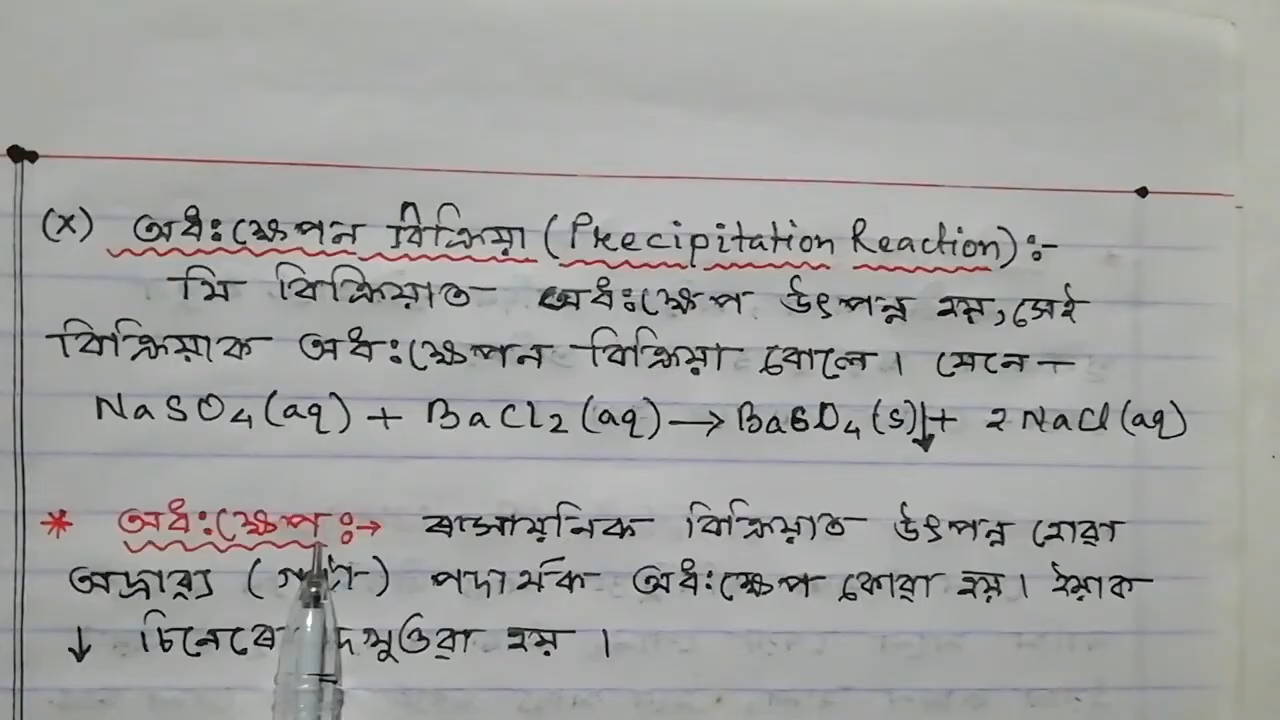 (x) অধঃক্ষেপন বিক্ৰিয়া (Precipitation Reaction) :-
যি বিক্ৰিয়াত অধঃক্ষেপ উৎপন্ন হয়, সেই
বিক্ৰিয়াক অধঃক্ষেপন বিক্ৰিয়া বোলে। যেনে -
NaSO₄ (aq) + BaCl₂ (aq) → BaSO₄ (s)↓ + 2NaCl (aq)
* অধঃক্ষেপ :→ ৰাসায়নিক বিক্ৰিয়াত উৎপন্ন হোৱা
অদ্ৰাৱ্য ( ) পদাৰ্থক অধঃক্ষেপ কোৱা হয়। ইয়াক
↓ চিনেৰে হয়।